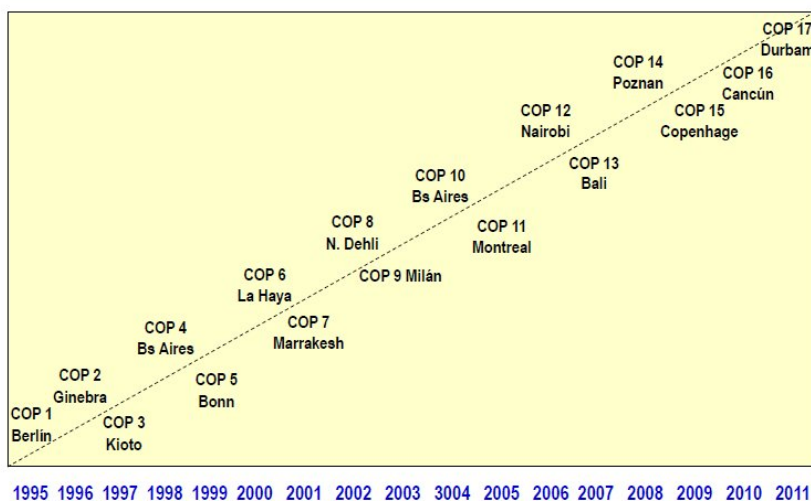 COP 17
Durbam
COP 14
Poznan
COP 16
Cancún
COP 12
Nairobi
COP 15
Copenhage
COP 13
Bali
COP 10
Bs Aires
COP 8
N. Dehli
COP 11
Montreal
COP 6
La Haya
COP 9 Milán
COP 4
Bs Aires
COP 7
Marrakesh
COP 2
Ginebra
COP 5
Bonn
COP 1
Berlín
COP 3
Kioto
1995 1996 1997 1998 1999 2000 2001 2002 2003 3004 2005 2006 2007 2008 2009 2010 2011